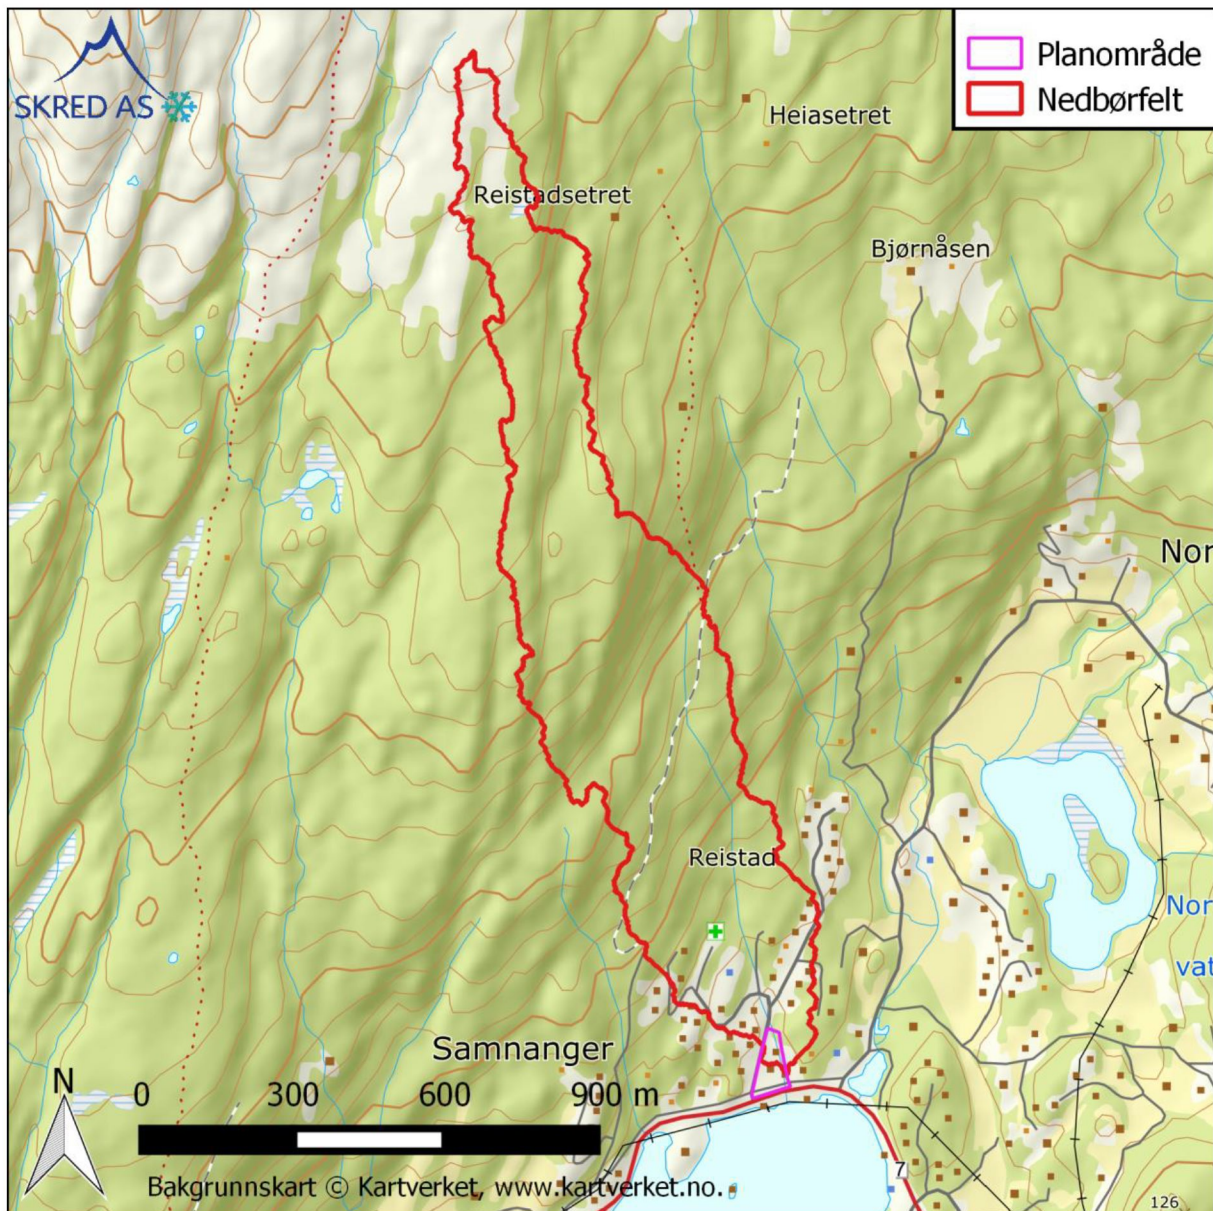 SKRED AS
Planområde
Nedbørfelt
Heiasetret
Reistadsetret
Bjørnåsen
Nor
Reistad
Nor
vat
Samnanger
N
0 300 600 900 m
7
Bakgrunnskart © Kartverket, www.kartverket.no.
126